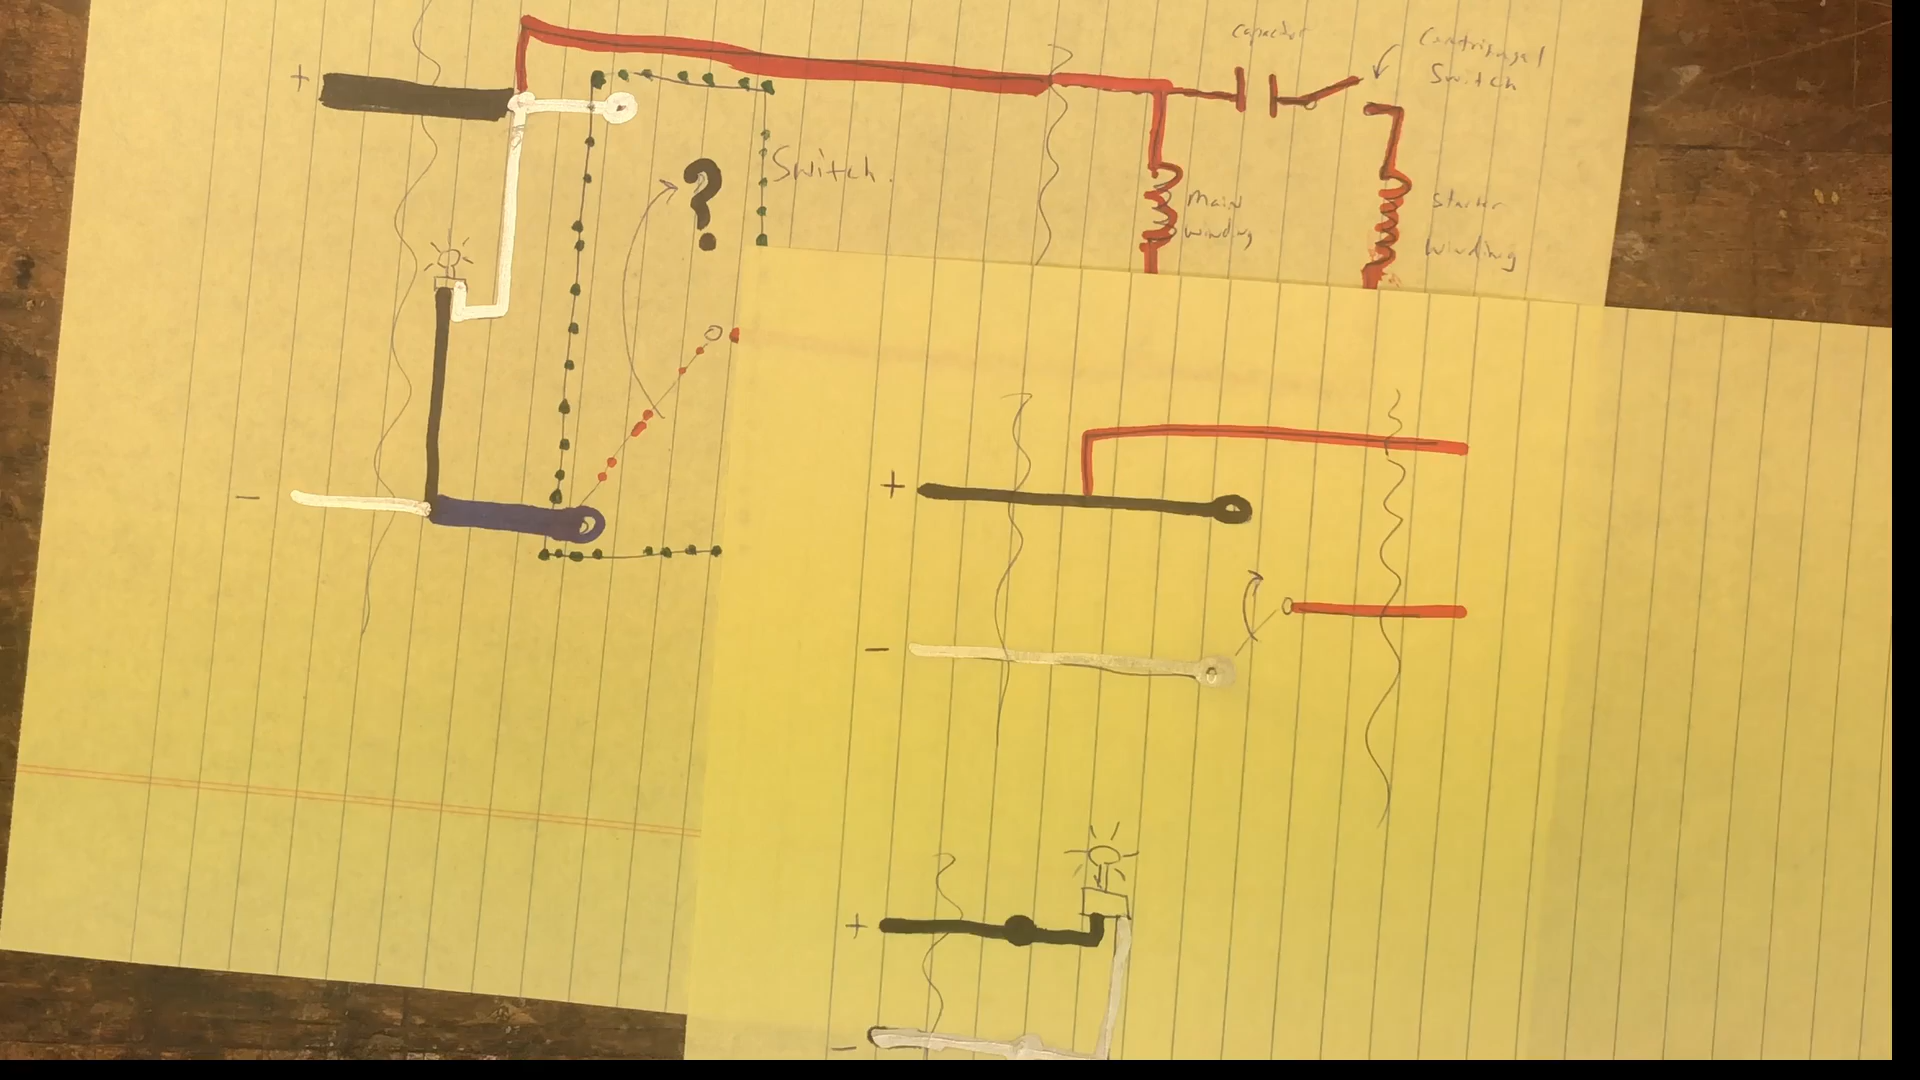 +
capacitor
Centrifugal
Switch
?
Switch.
Main
winding
Starter
Winding
-
+
-
+
-